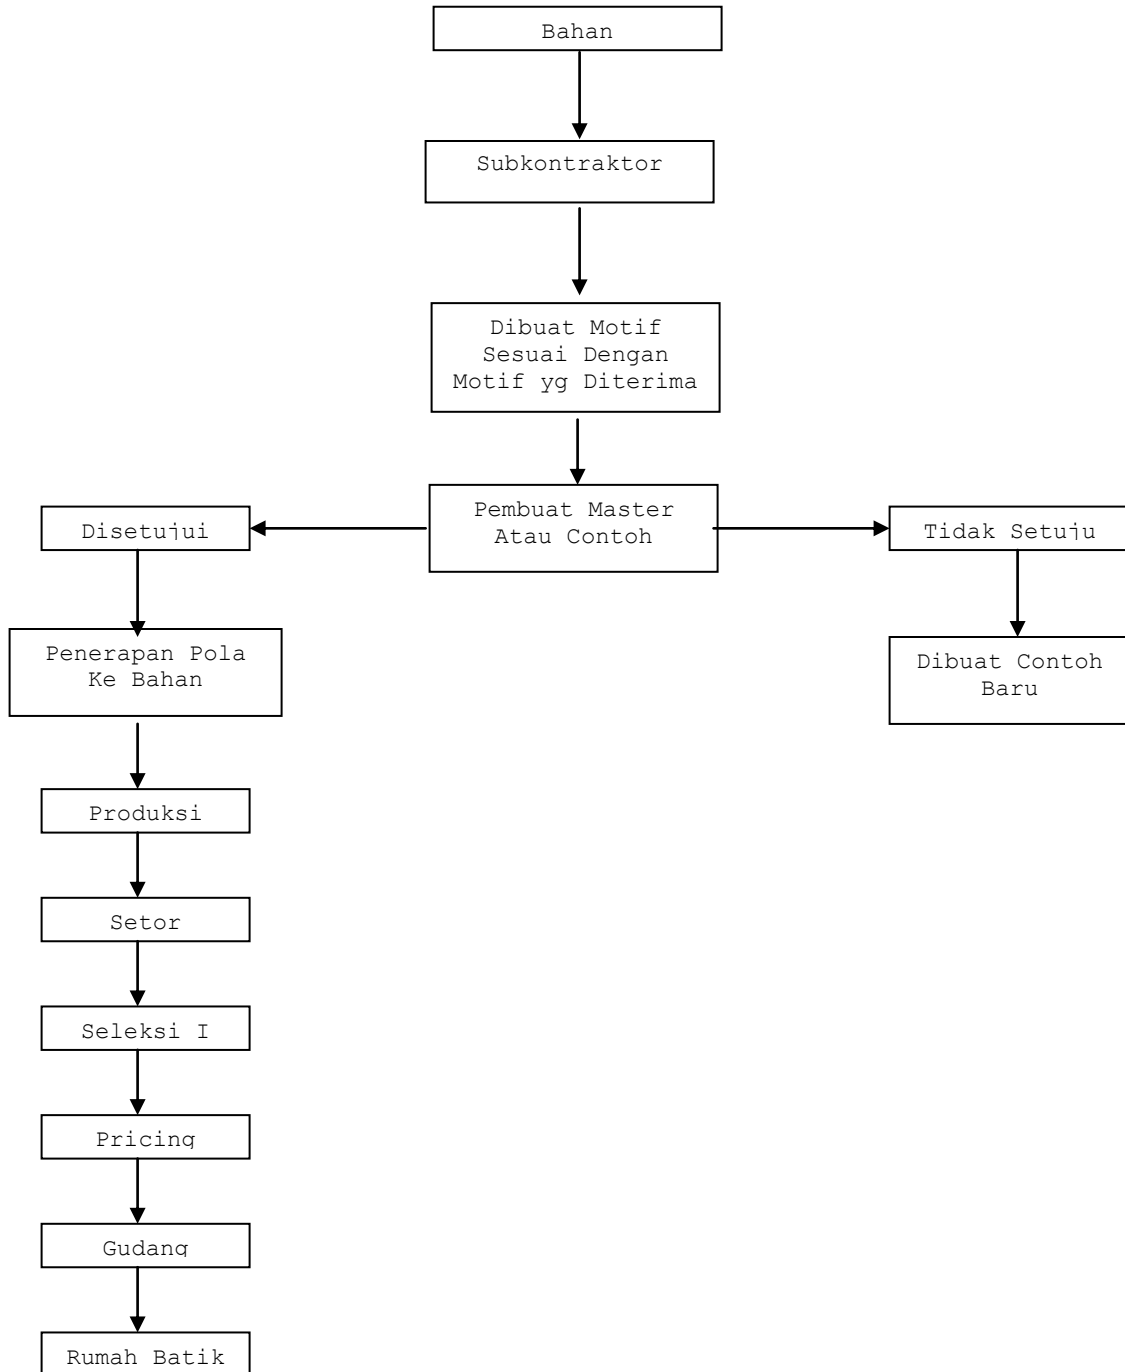 Bahan
Subkontraktor
Dibuat Motif
Sesuai Dengan
Motif yg Diterima
Pembuat Master
Atau Contoh
Disetujui
Tidak Setuju
Penerapan Pola
Ke Bahan
Dibuat Contoh
Baru
Produksi
Setor
Seleksi I
Pricing
Gudang
Rumah Batik